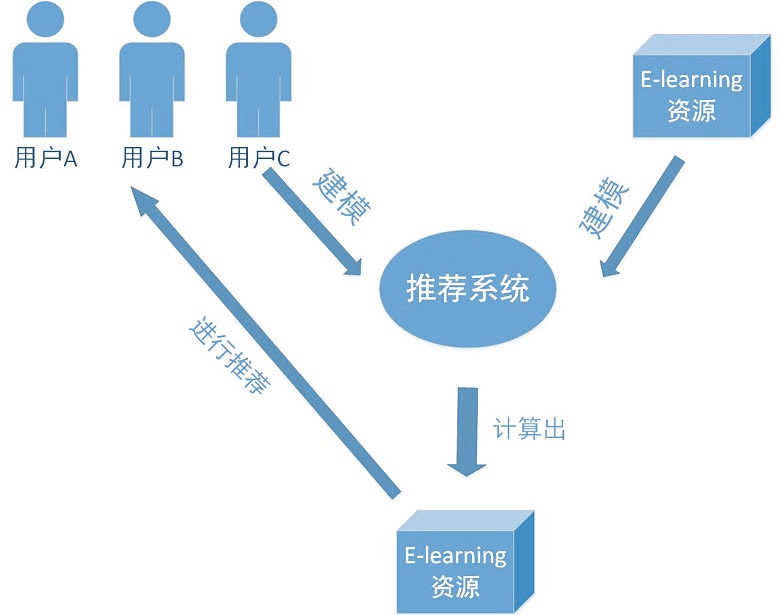 用户A
用户B
用户C
E-learning
资源
建模
建模
推荐系统
进行推荐
计算出
E-learning
资源